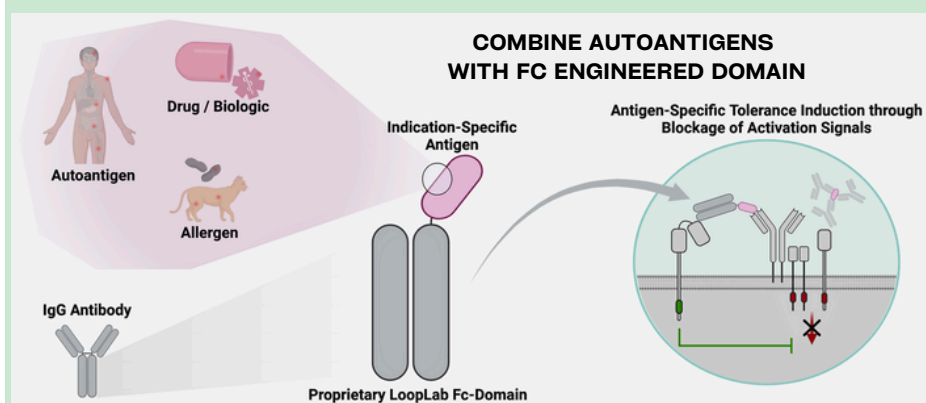 COMBINE AUTOANTIGENS
WITH FC ENGINEERED DOMAIN
Drug / Biologic
Autoantigen
Allergen
Indication-Specific
Antigen
Antigen-Specific Tolerance Induction through
Blockage of Activation Signals
IgG Antibody
Proprietary LoopLab Fc-Domain